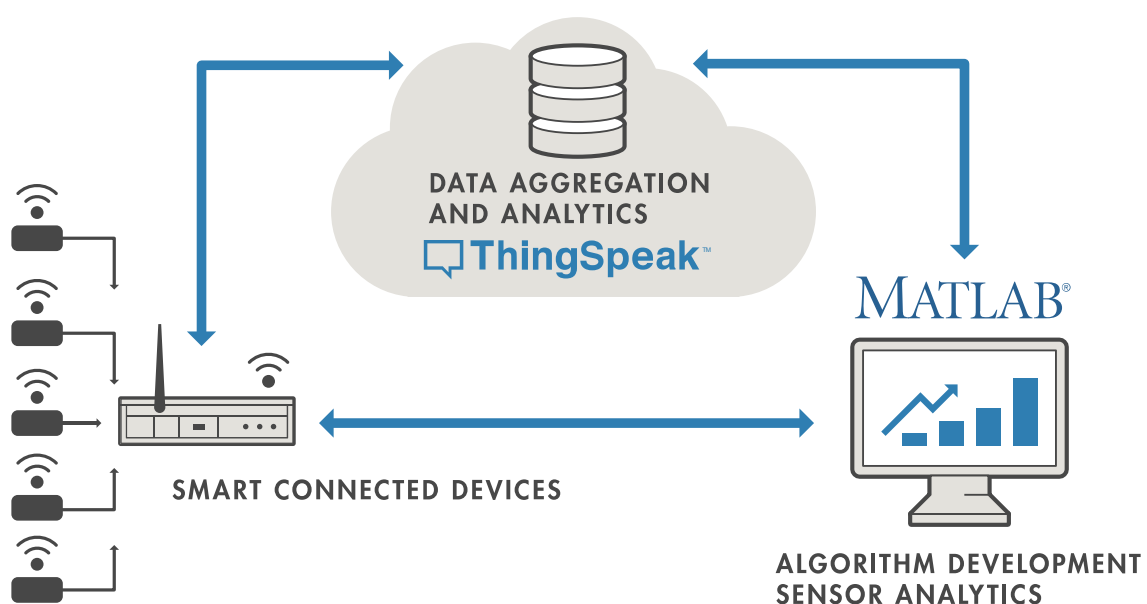 DATA AGGREGATION
AND ANALYTICS
ThingSpeak™
MATLAB®
SMART CONNECTED DEVICES
ALGORITHM DEVELOPMENT
SENSOR ANALYTICS